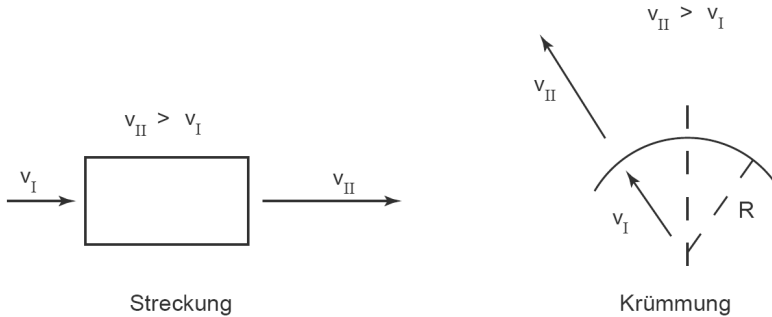 v_II > v_I
v_I
v_II
Streckung
v_II > v_I
v_II
v_I
R
Krümmung